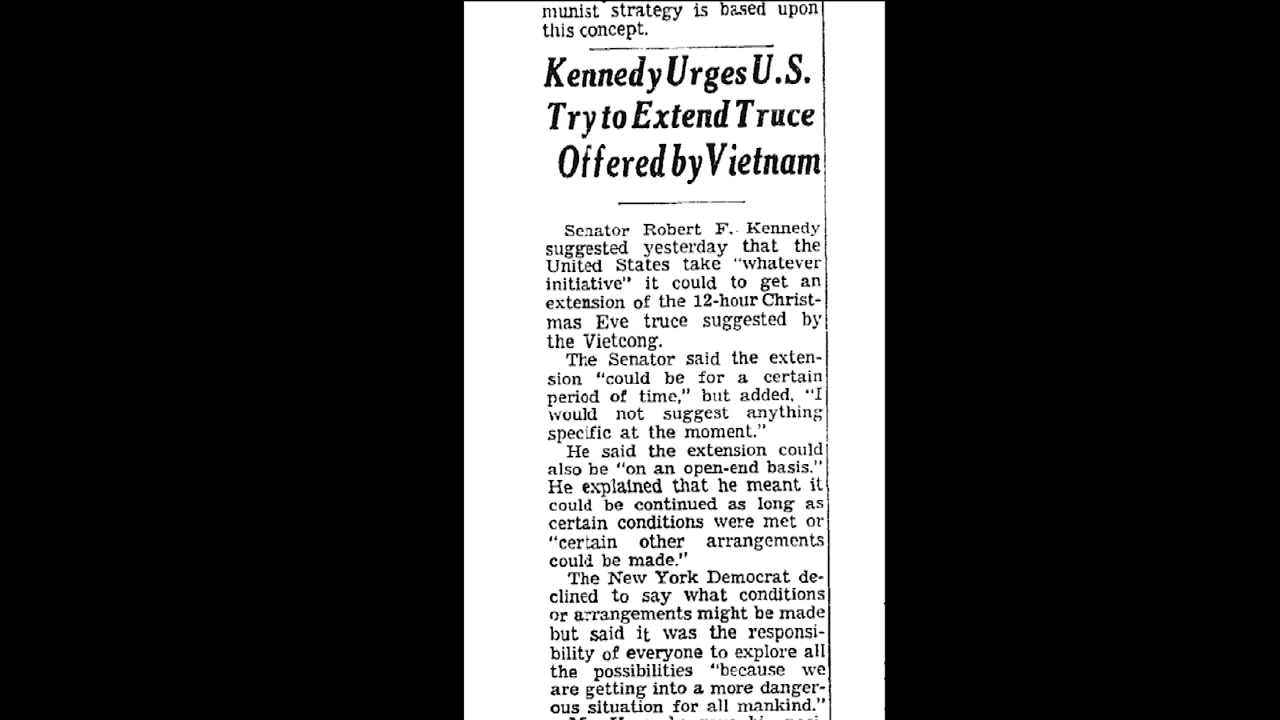 munist strategy is based upon
this concept.
Kennedy Urges U.S.
Try to Extend Truce
Offered by Vietnam
Senator Robert F. Kennedy
suggested yesterday that the
United States take "whatever
initiative" it could to get an
extension of the 12-hour Christ-
mas Eve truce suggested by
the Vietcong.
The Senator said the exten-
sion "could be for a certain
period of time," but added, "I
would not suggest anything
specific at the moment."
He said the extension could
also be "on an open-end basis."
He explained that he meant it
could be continued as long as
certain conditions were met or
"certain other arrangements
could be made."
The New York Democrat de-
clined to say what conditions
or arrangements might be made
but said it was the responsi-
bility of everyone to explore all
the possibilities "because we
are getting into a more danger-
ous situation for all mankind."